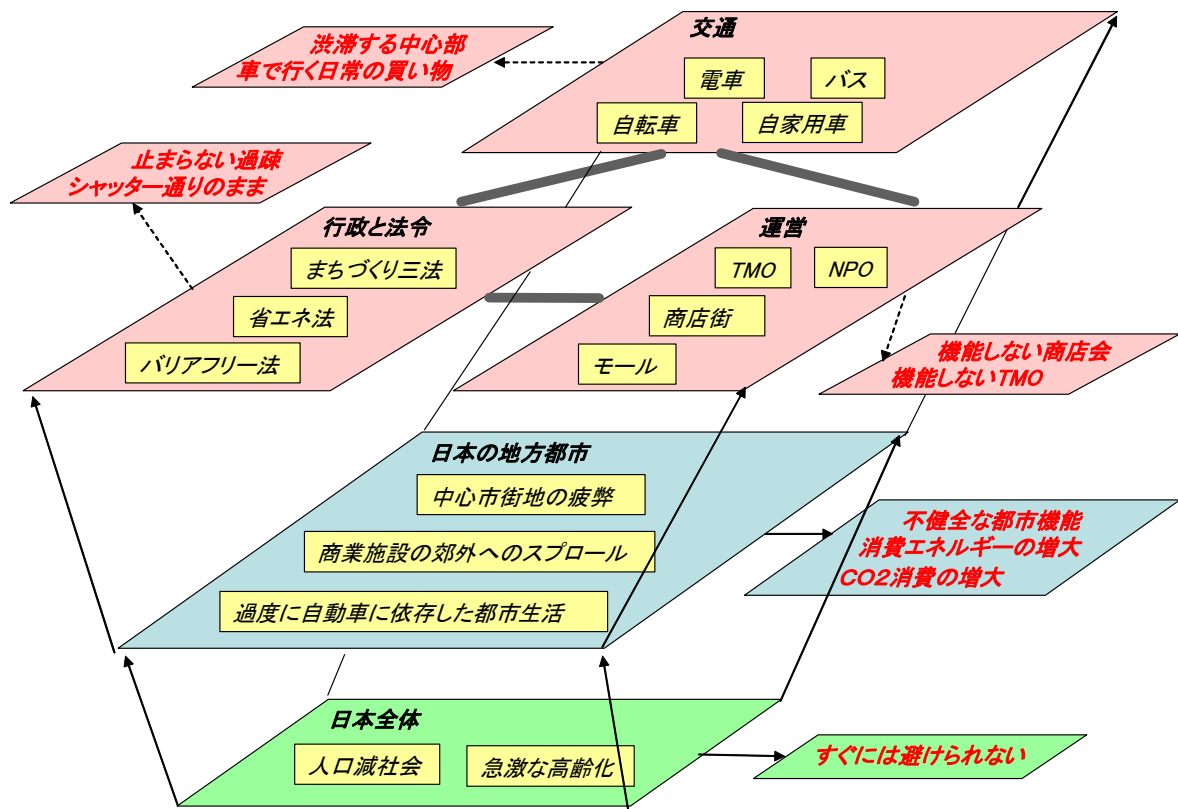 交通
渋滞する中心部
車で行く日常の買い物
電車
バス
自転車
自家用車
止まらない過疎
シャッター通りのまま
行政と法令
まちづくり三法
省エネ法
バリアフリー法
運営
TMO
NPO
商店街
モール
機能しない商店会
機能しないTMO
日本の地方都市
中心市街地の疲弊
商業施設の郊外へのスプロール
過度に自動車に依存した都市生活
不健全な都市機能
消費エネルギーの増大
CO2消費の増大
日本全体
人口減社会
急激な高齢化
すぐには避けられない